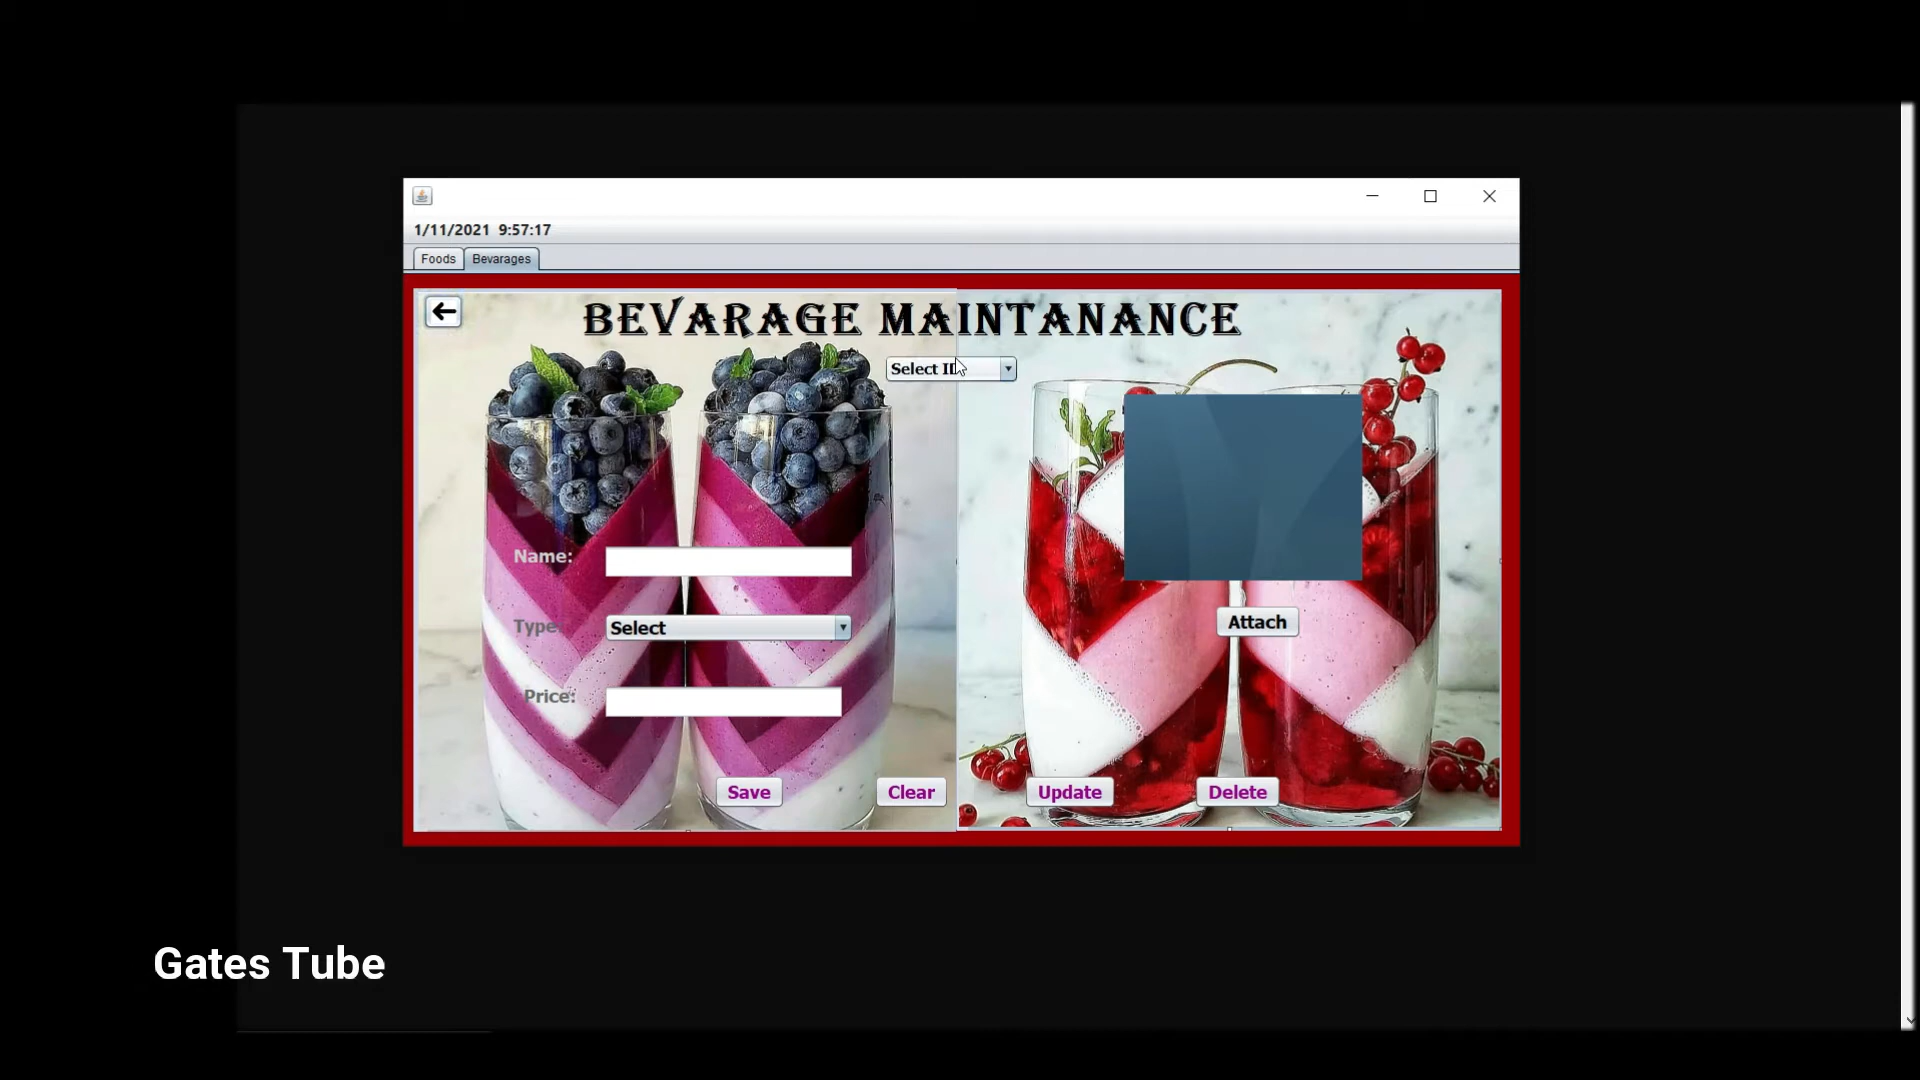 1/11/2021 9:57:17
Foods Bevarages
BEVARAGE MAINTANANCE
Select ID
Name:
Type:
Select
Attach
Price:
Save Clear Update Delete
Gates Tube